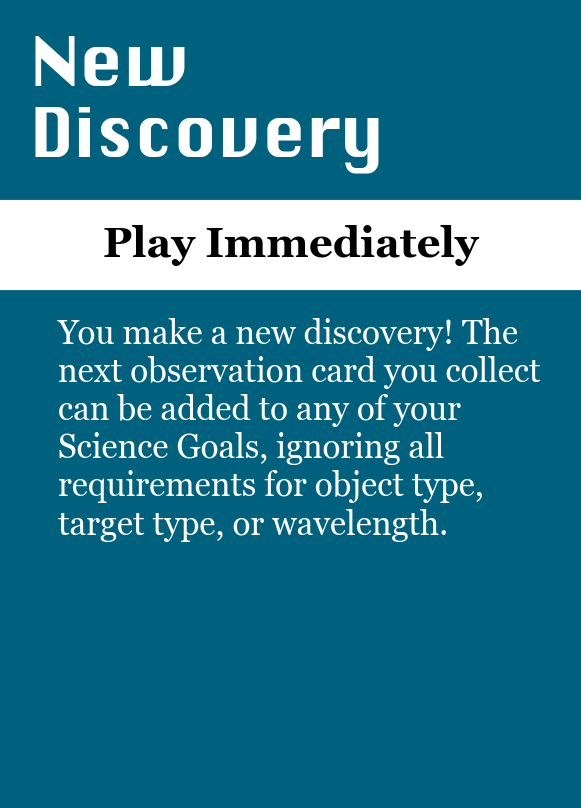 New
Discovery
Play Immediately
You make a new discovery! The
next observation card you collect
can be added to any of your
Science Goals, ignoring all
requirements for object type,
target type, or wavelength.